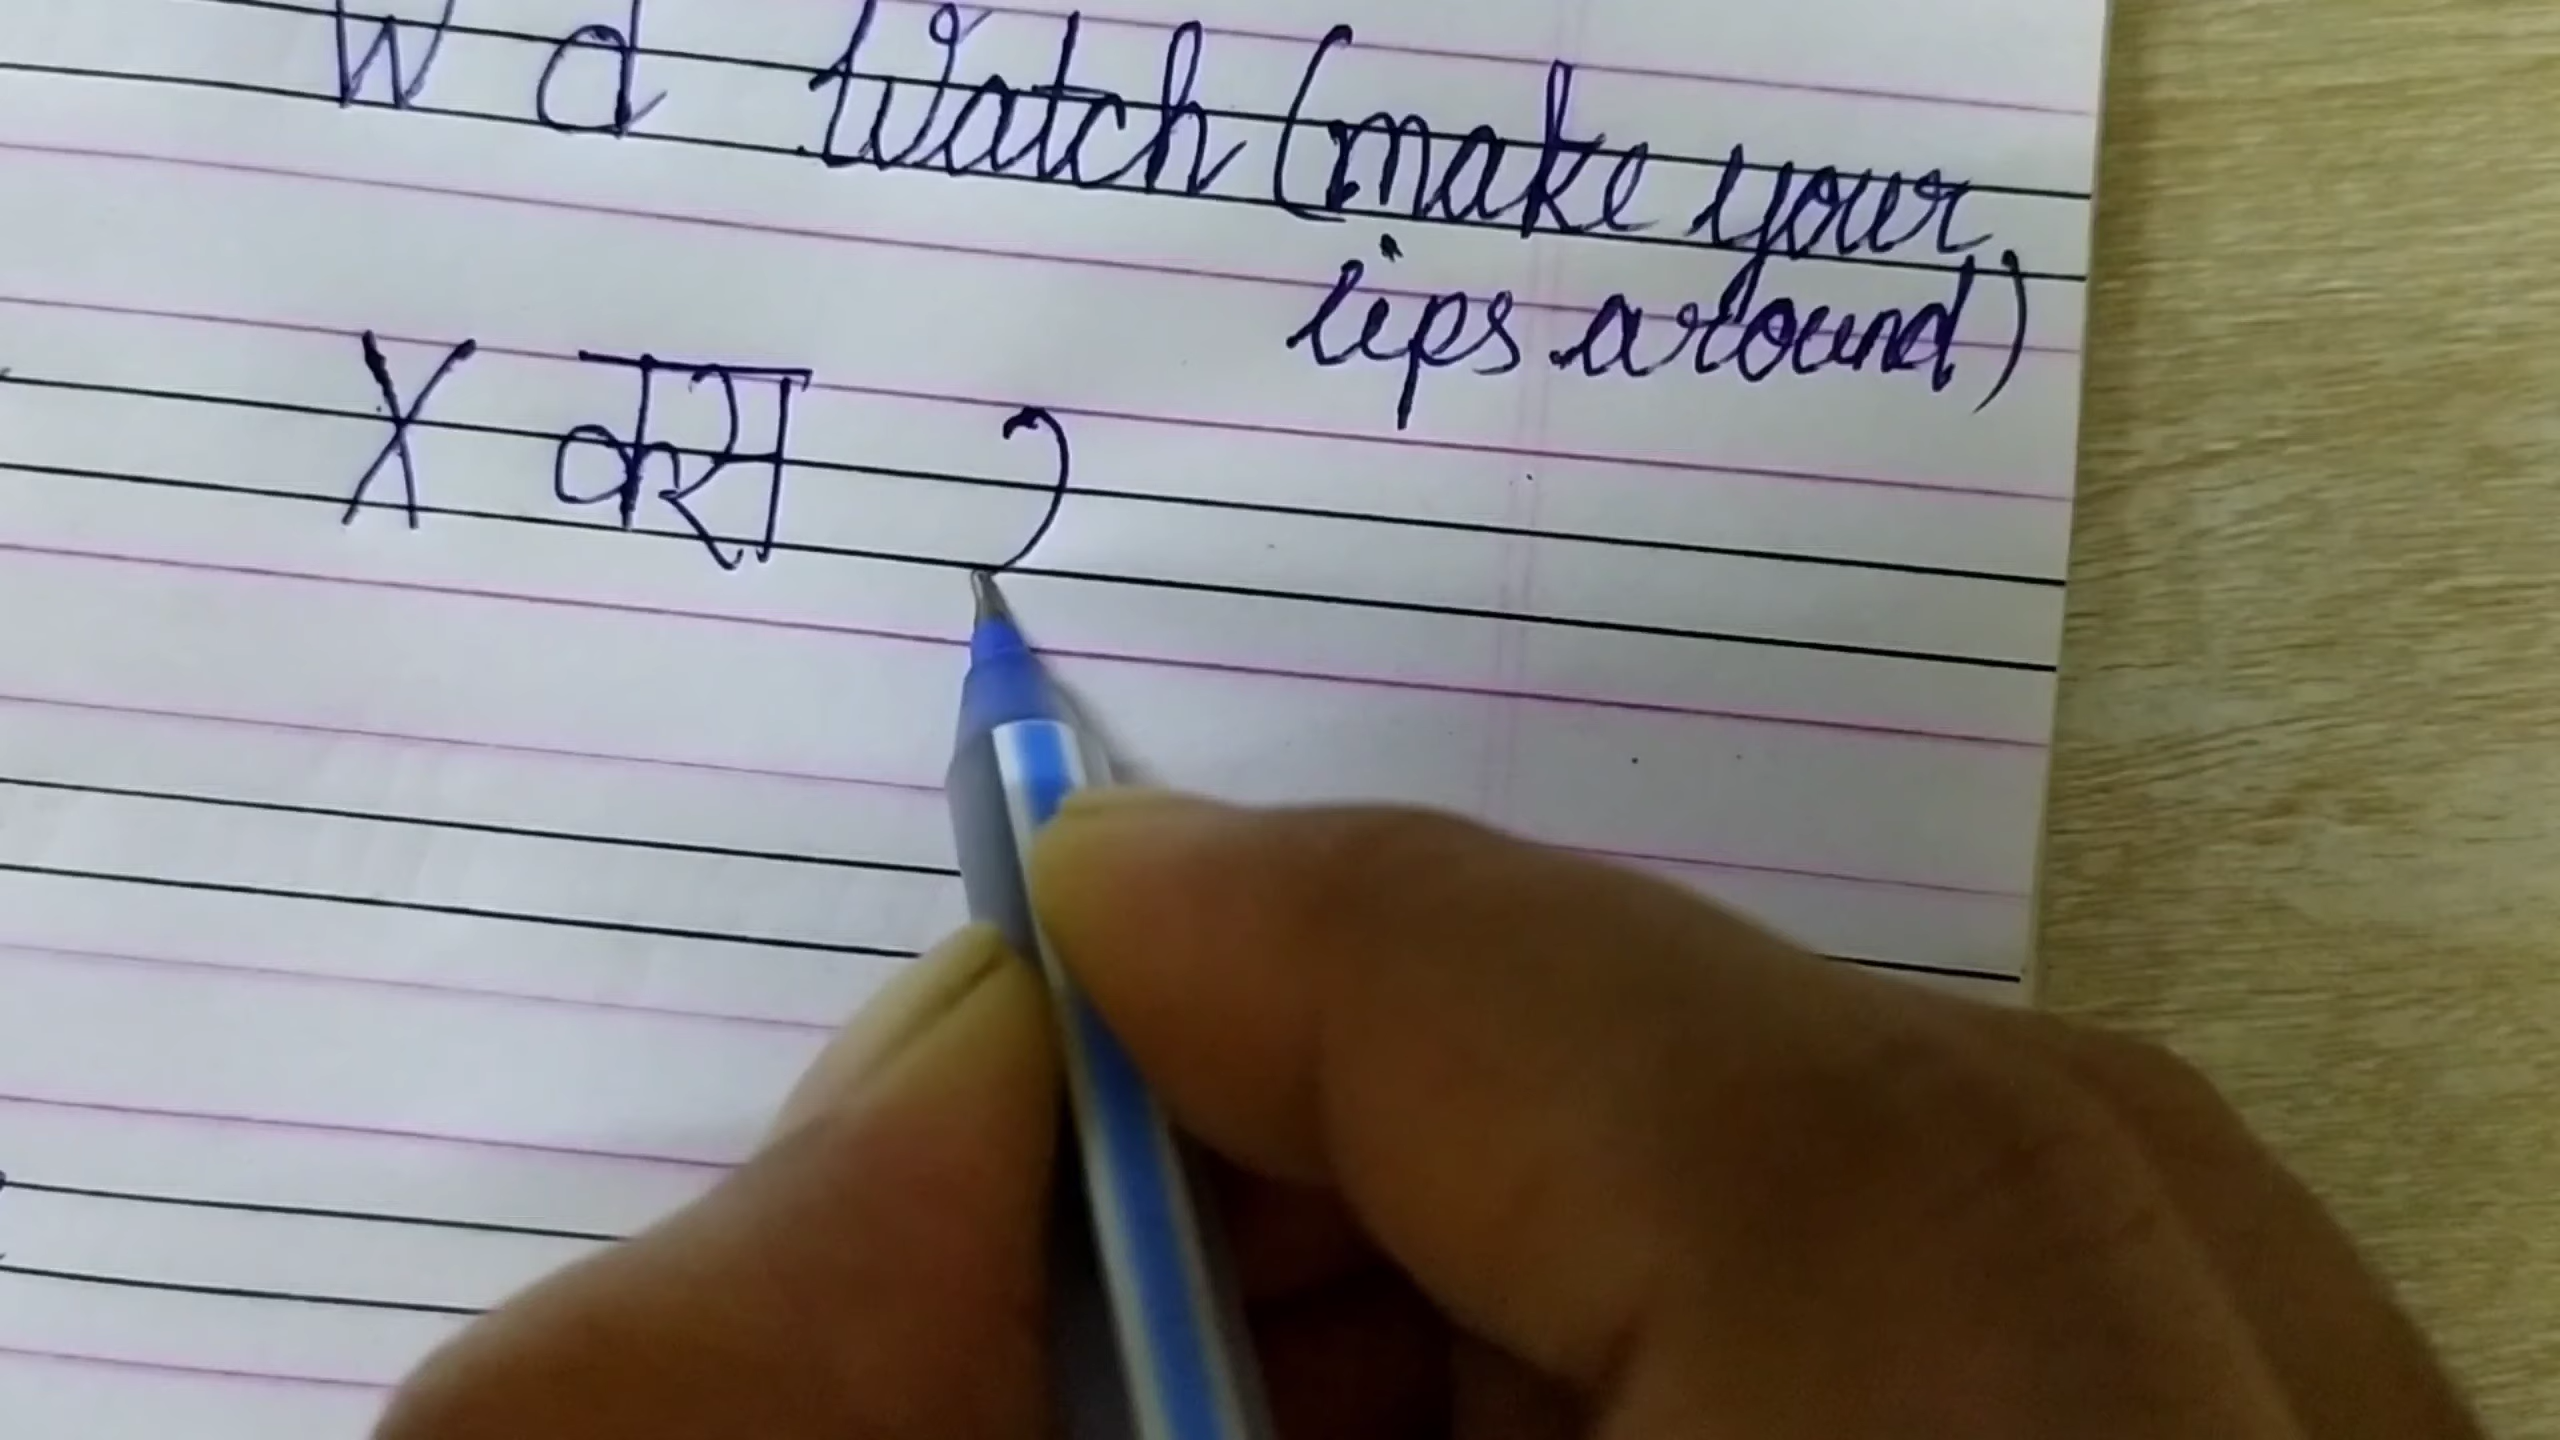 W व Watch (make your
lips around)
X क्स